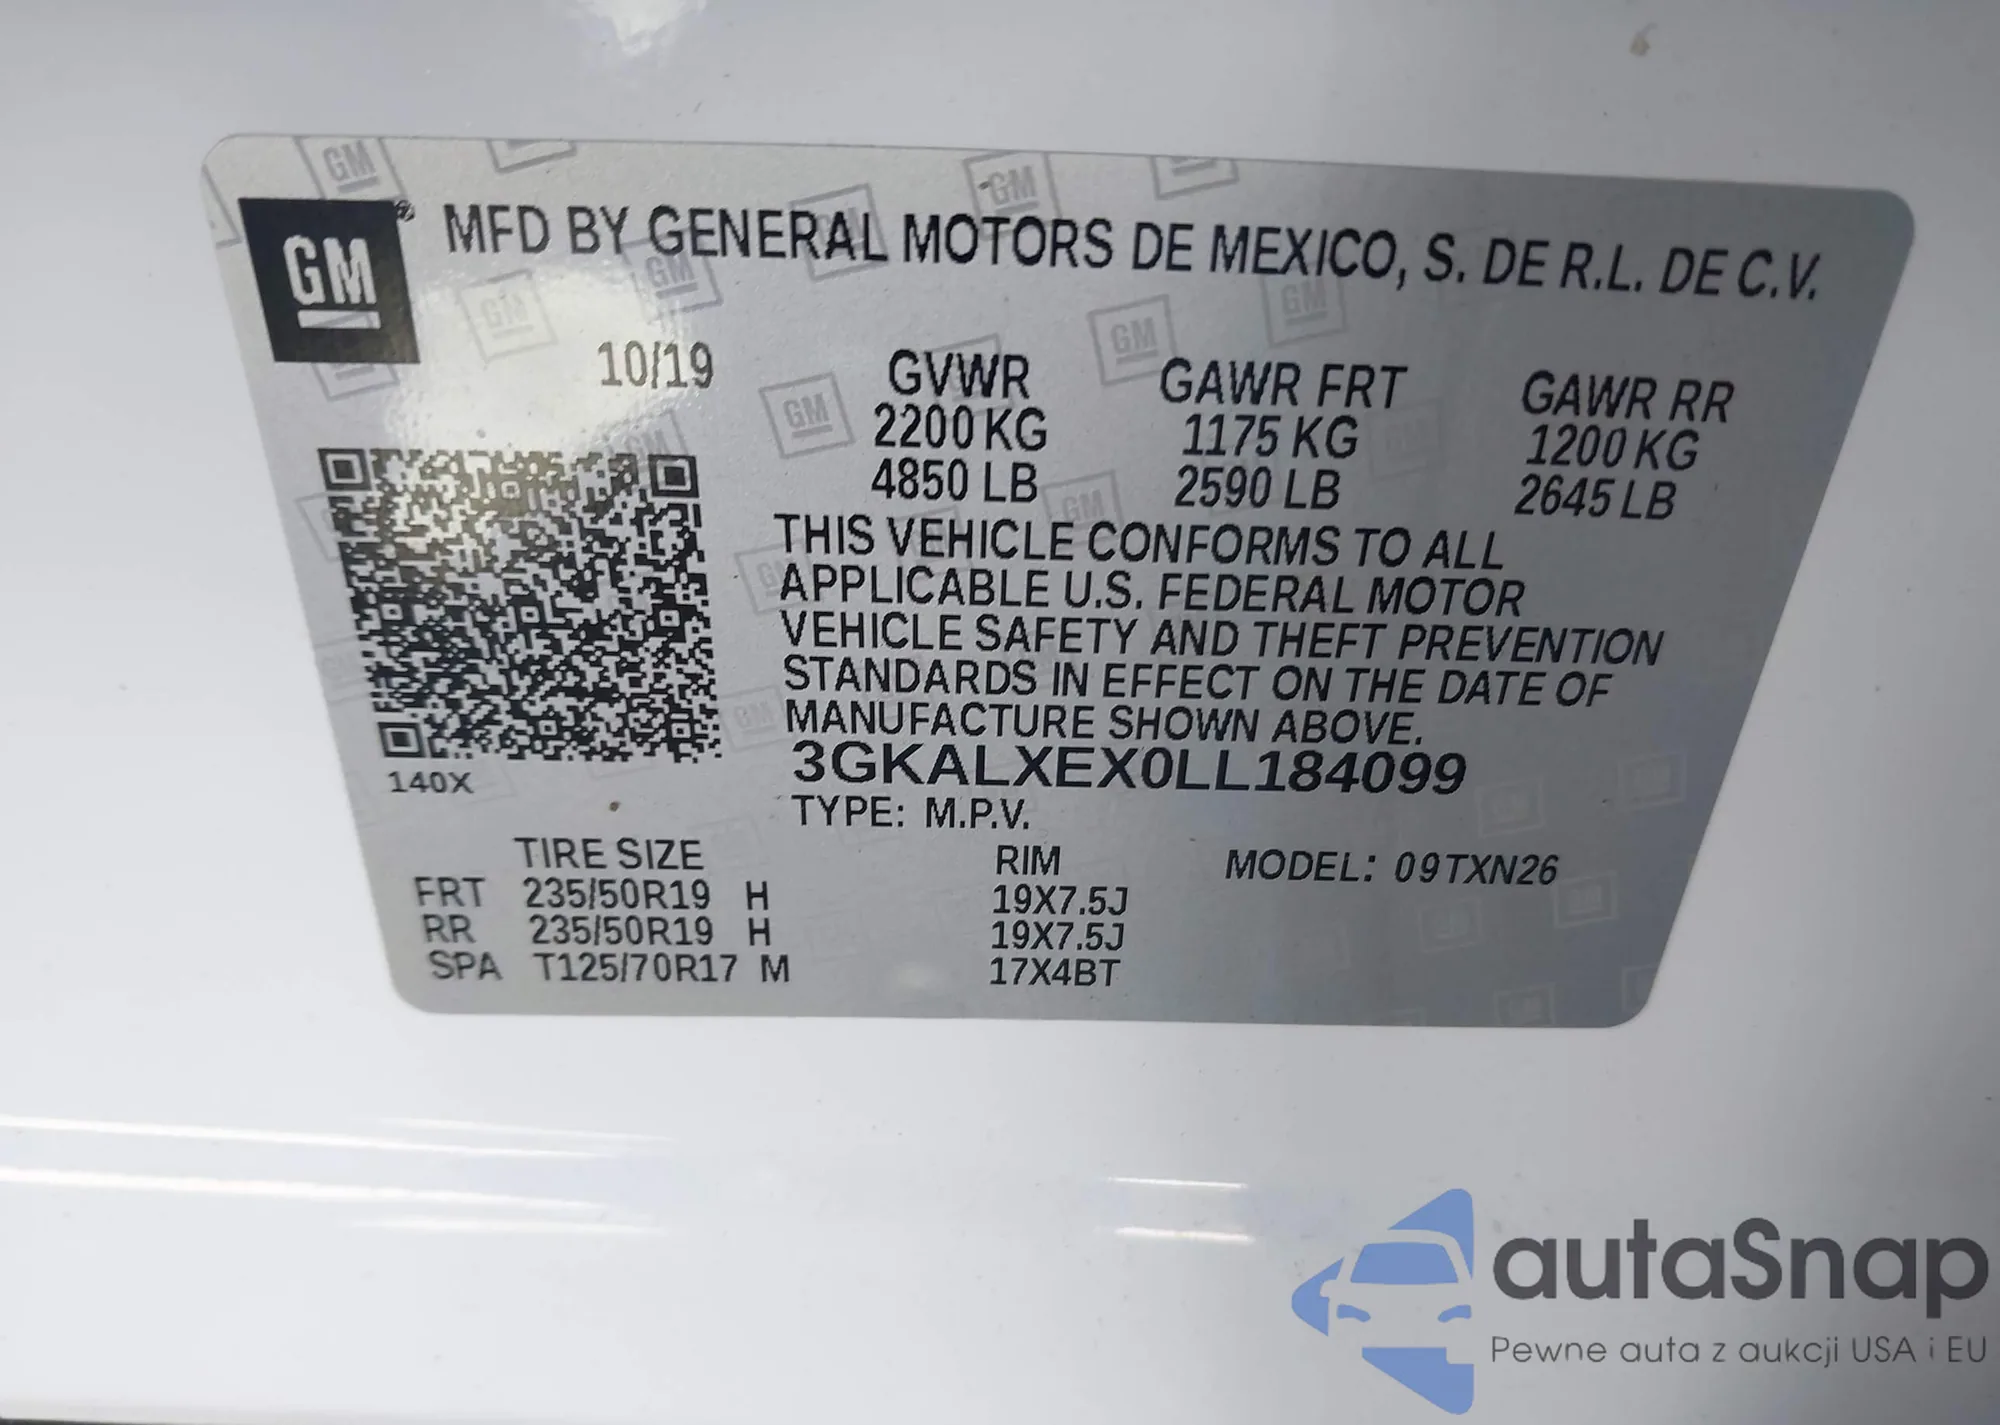 GM
® MFD BY GENERAL MOTORS DE MEXICO, S. DE R.L. DE C.V.
10/19
GVWR GAWR FRT GAWR RR
2200 KG 1175 KG 1200 KG
4850 LB 2590 LB 2645 LB
THIS VEHICLE CONFORMS TO ALL
APPLICABLE U.S. FEDERAL MOTOR
VEHICLE SAFETY AND THEFT PREVENTION
STANDARDS IN EFFECT ON THE DATE OF
MANUFACTURE SHOWN ABOVE.
3GKALXEX0LL184099
140X
TYPE: M.P.V.
TIRE SIZE RIM MODEL: 09TXN26
FRT 235/50R19 H 19X7.5J
RR 235/50R19 H 19X7.5J
SPA T125/70R17 M 17X4BT
autaSnap
Pewne auta z aukcji USA i EU